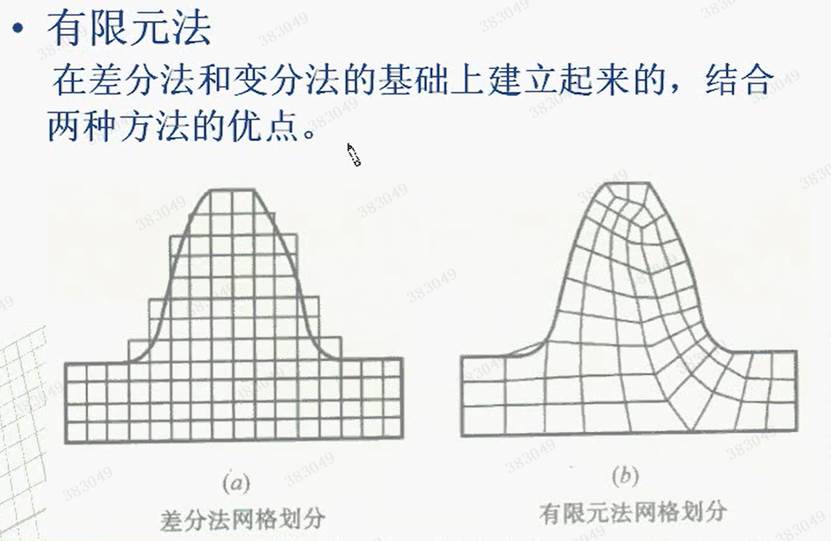 • 有限元法
在差分法和变分法的基础上建立起来的，结合
两种方法的优点。
(a)
差分法网格划分
(b)
有限元法网格划分
383049